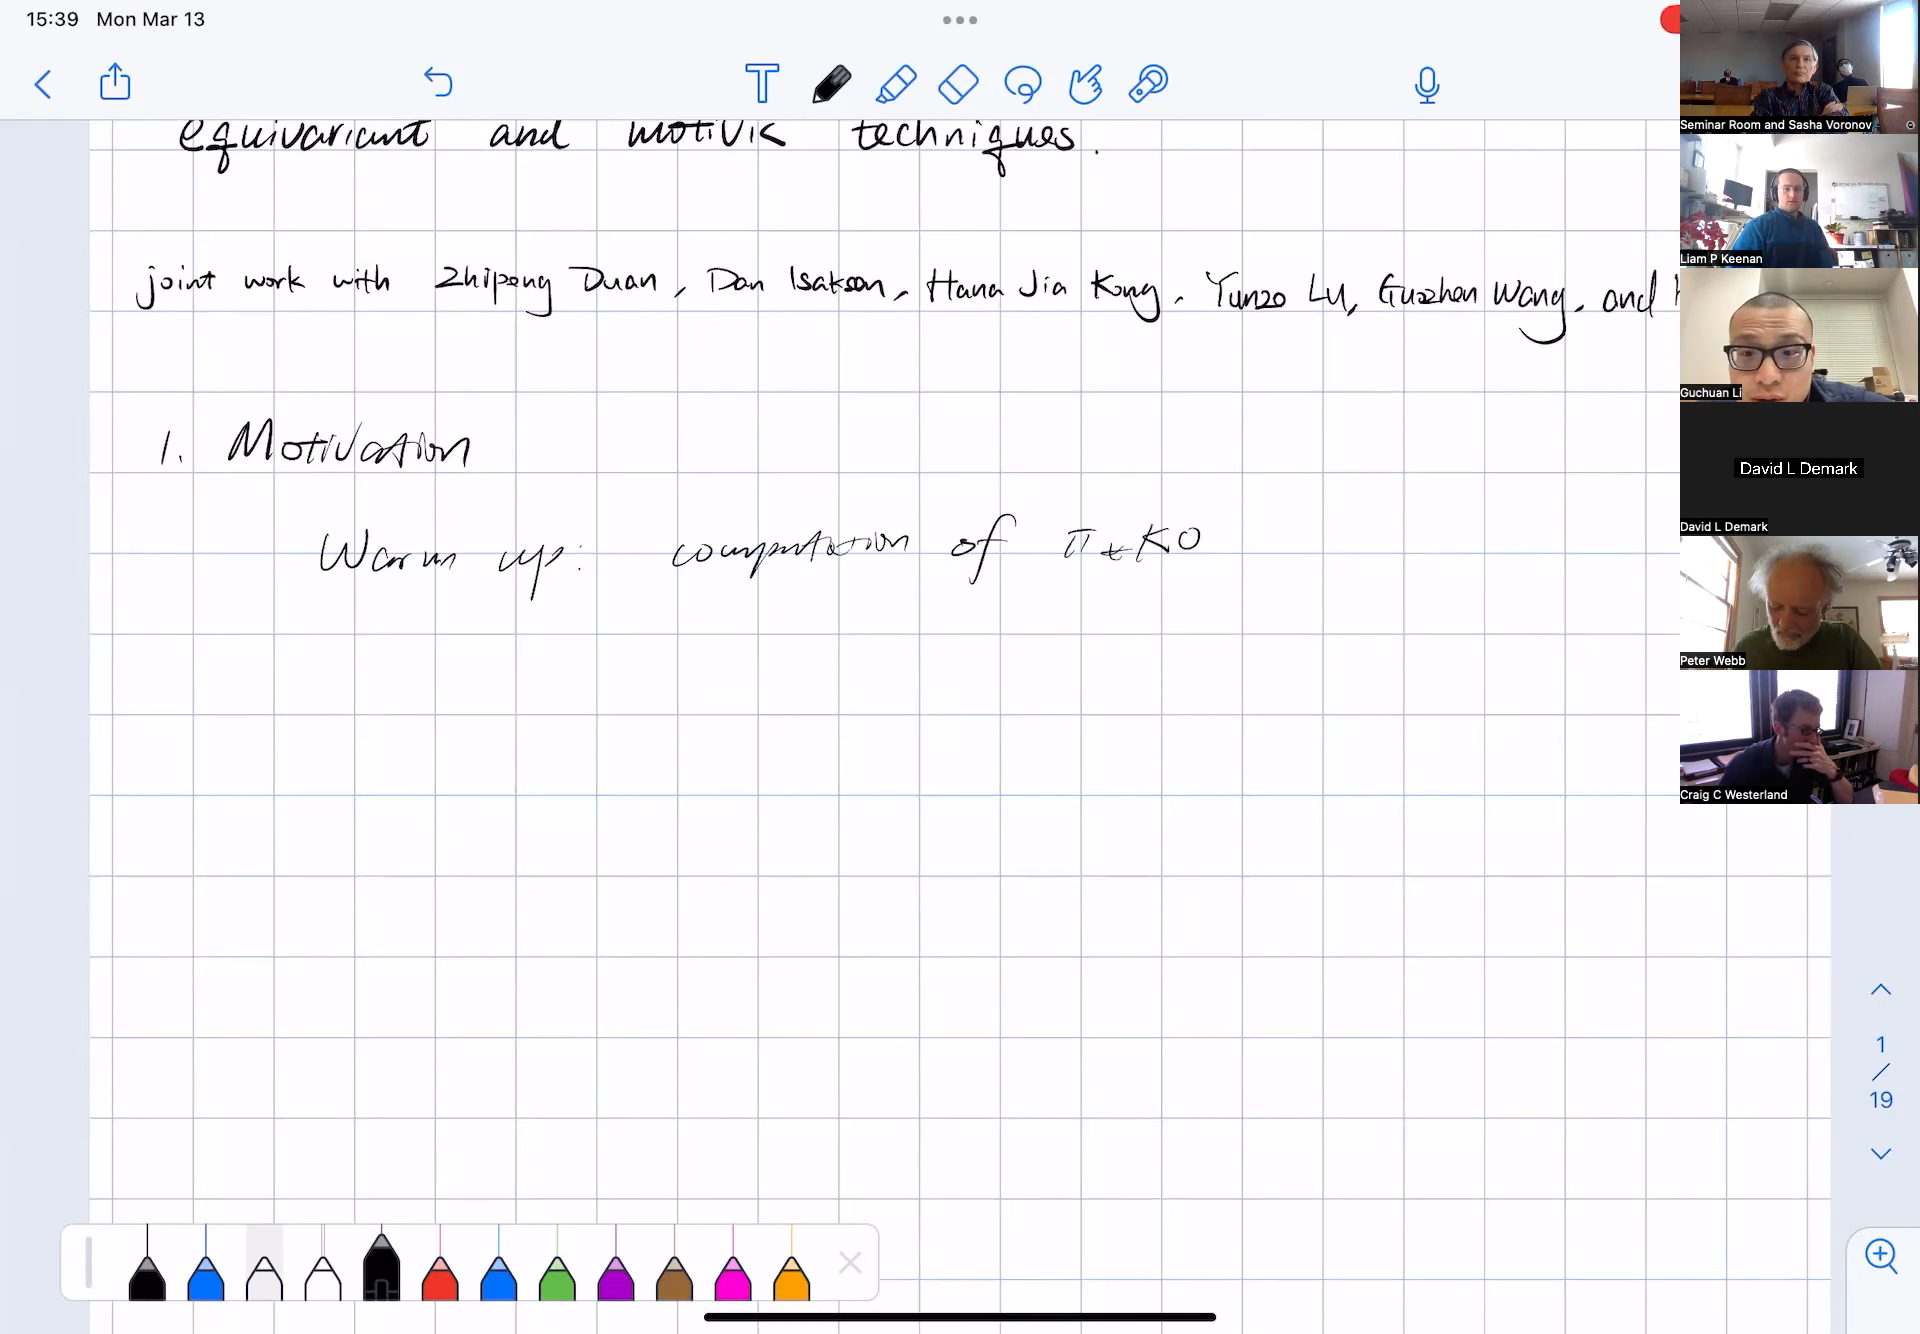 15:39 Mon Mar 13
equivariant and motivic techniques.
joint work with Zhipeng Duan, Dan Isaksen, Hana Jia Kong, Yunze Lu, Guozhen Wang, and
1. Motivation
Warm up: computation of π*KO
Seminar Room and Sasha Voronov
Liam P Keenan
Guchuan Li
David L Demark
David L Demark
Peter Webb
Craig C Westerland
1
/
19